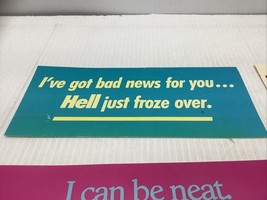 I've got bad news for you...
Hell just froze over.
I can be neat.